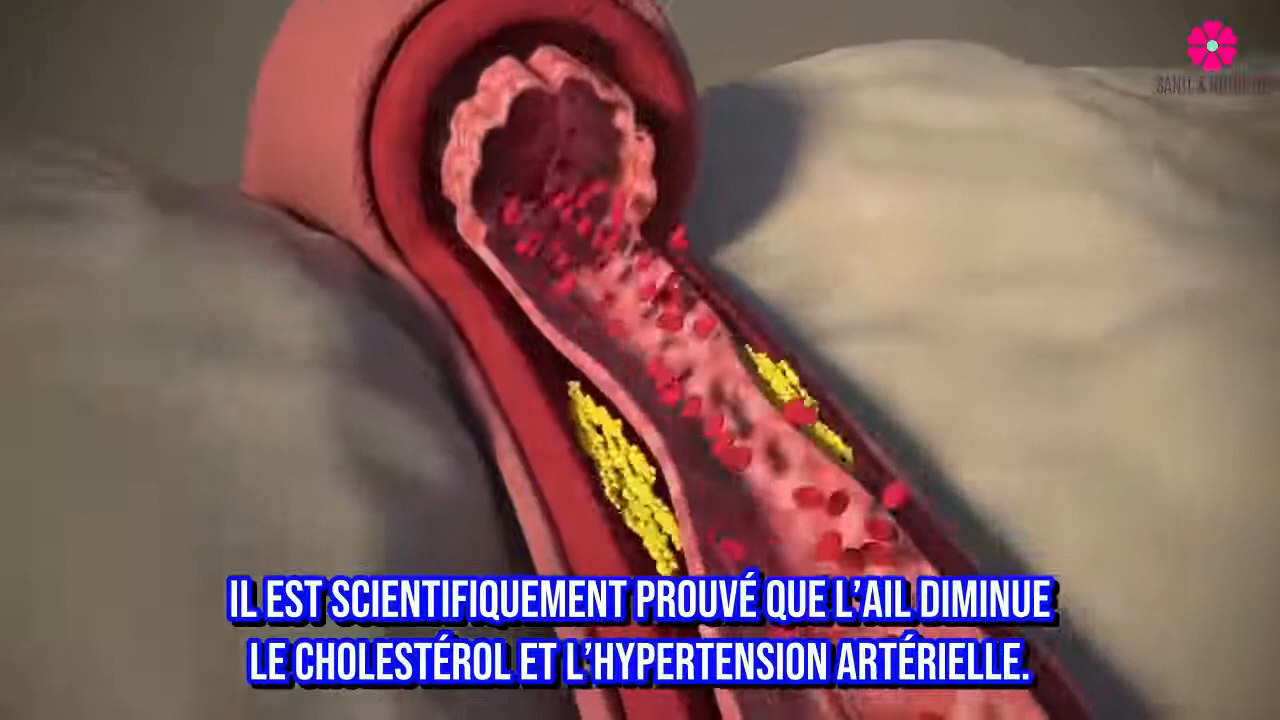 IL EST SCIENTIFIQUEMENT PROUVÉ QUE L'AIL DIMINUE
LE CHOLESTÉROL ET L'HYPERTENSION ARTÉRIELLE.